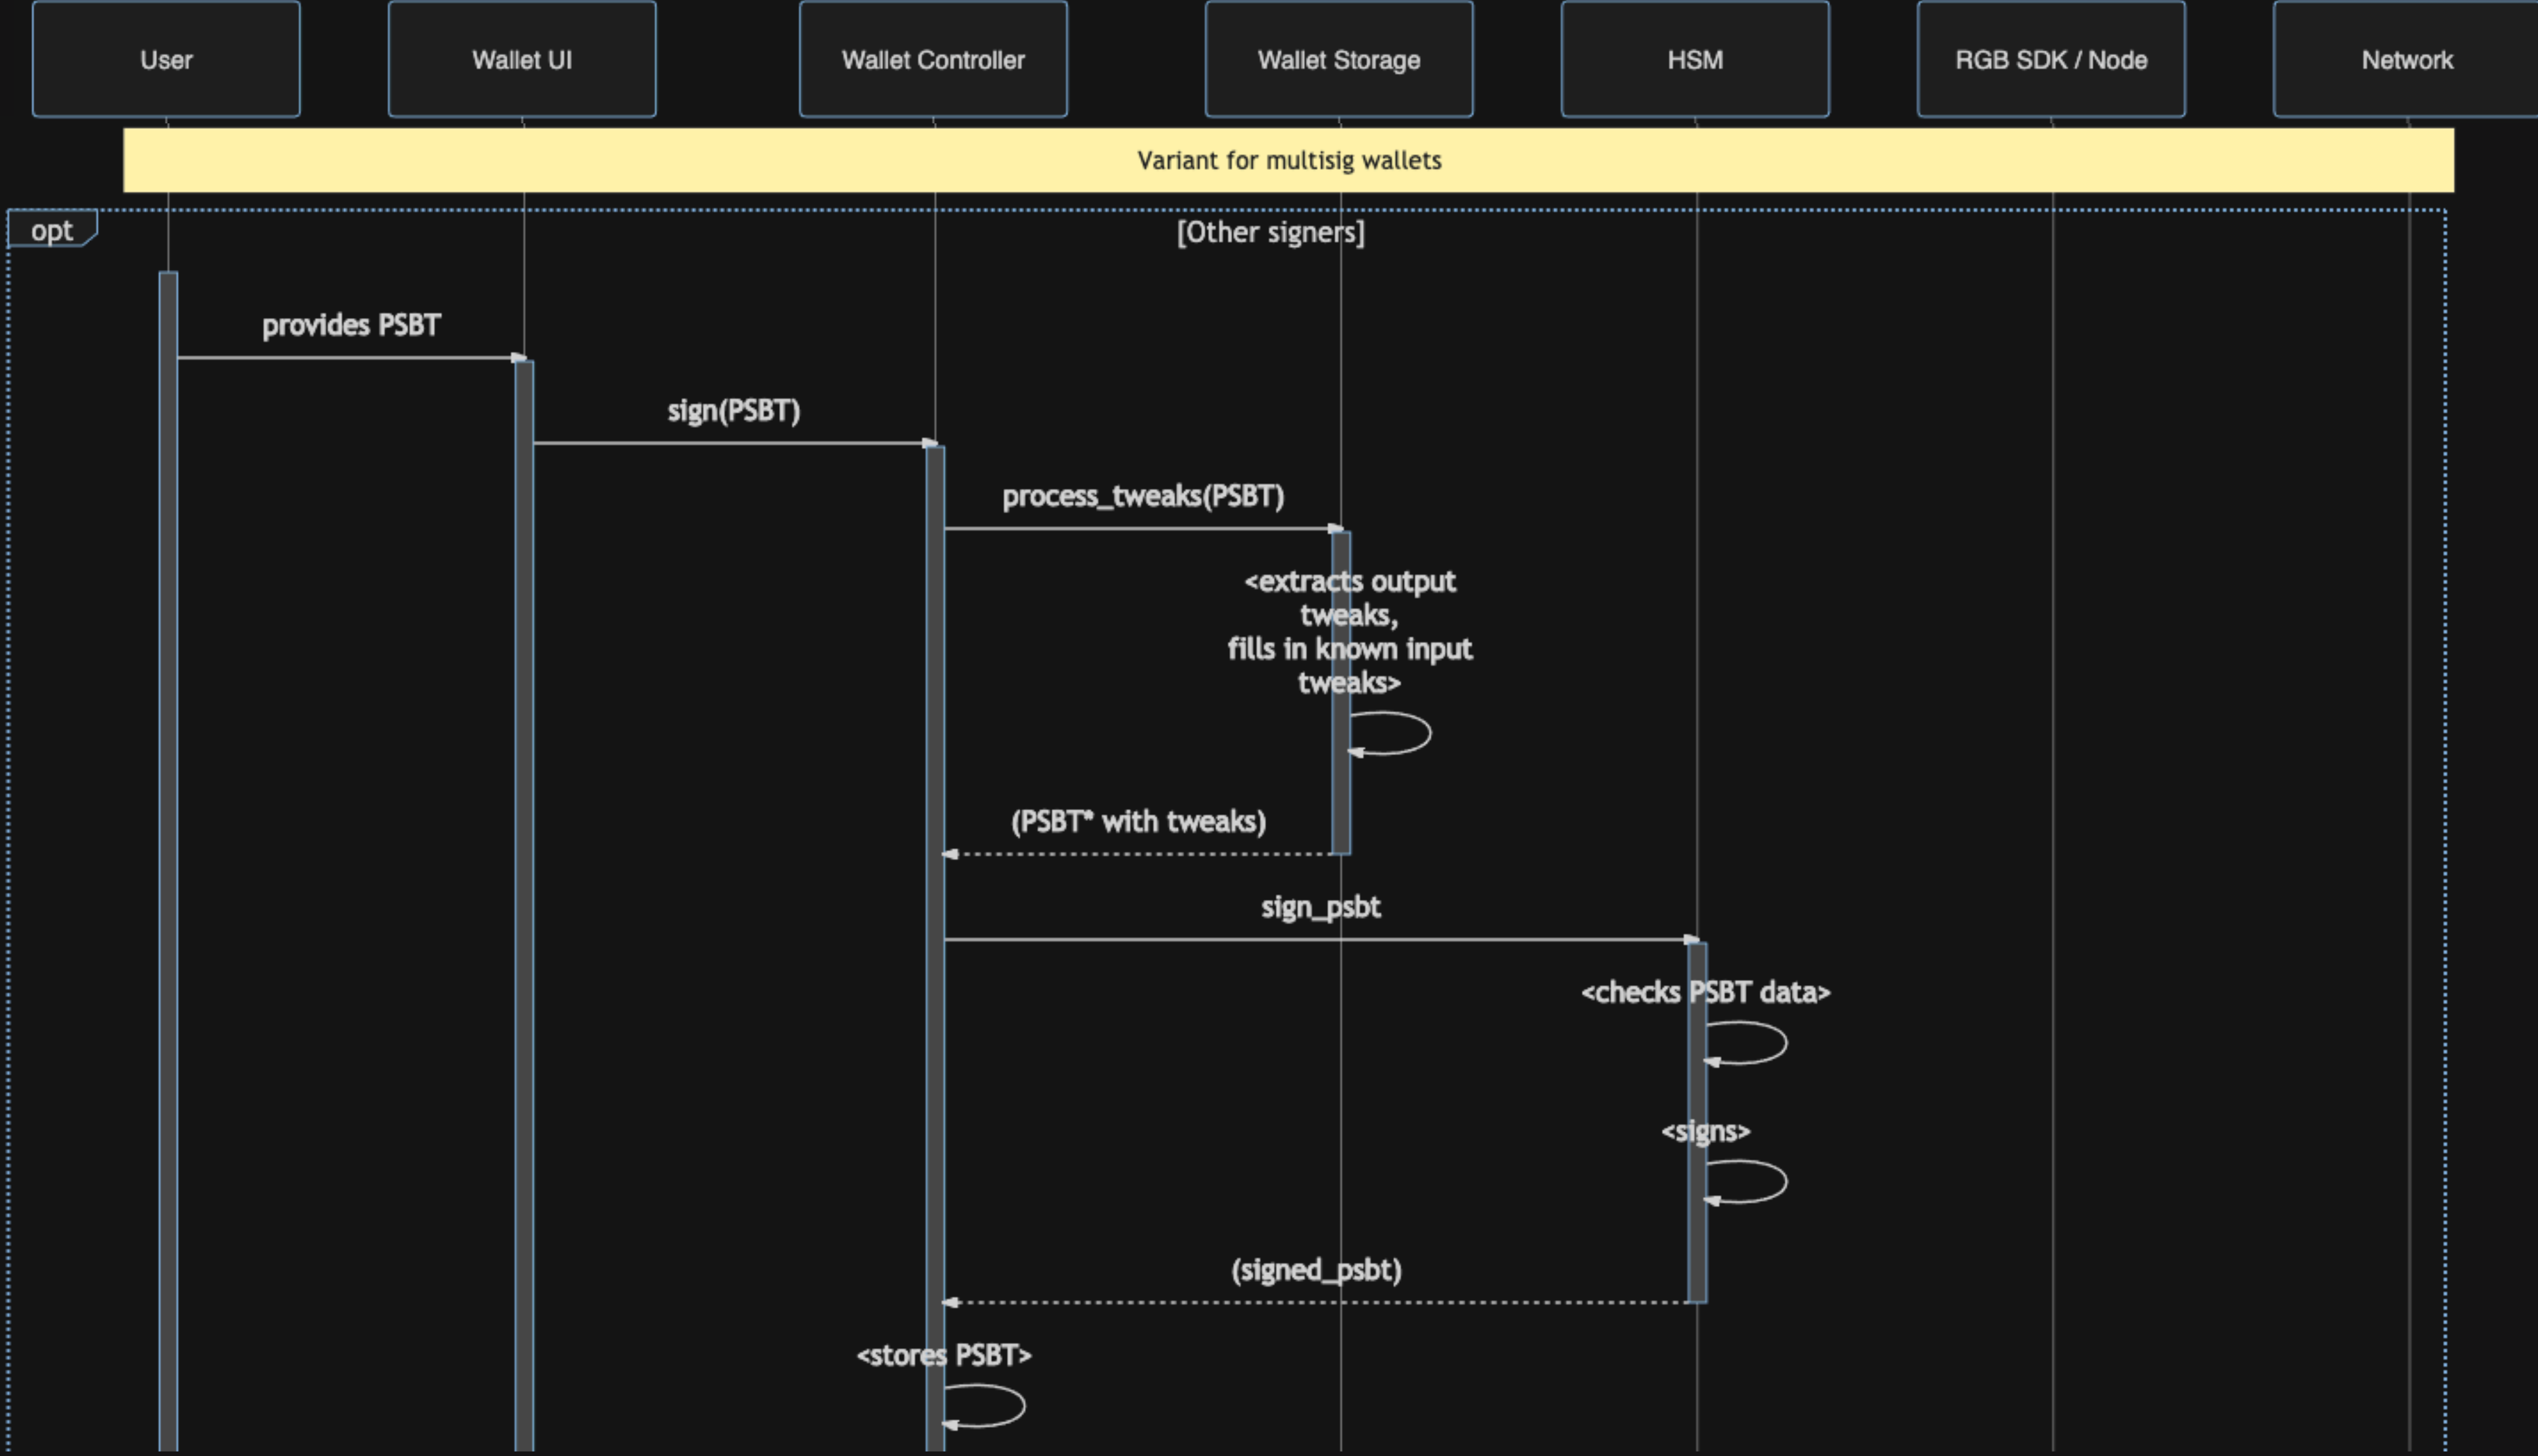 User
Wallet UI
Wallet Controller
Wallet Storage
HSM
RGB SDK / Node
Network
Variant for multisig wallets
opt
[Other signers]
provides PSBT
sign(PSBT)
process_tweaks(PSBT)
<extracts output
tweaks,
fills in known input
tweaks>
(PSBT* with tweaks)
sign_psbt
<checks PSBT data>
<signs>
(signed_psbt)
<stores PSBT>